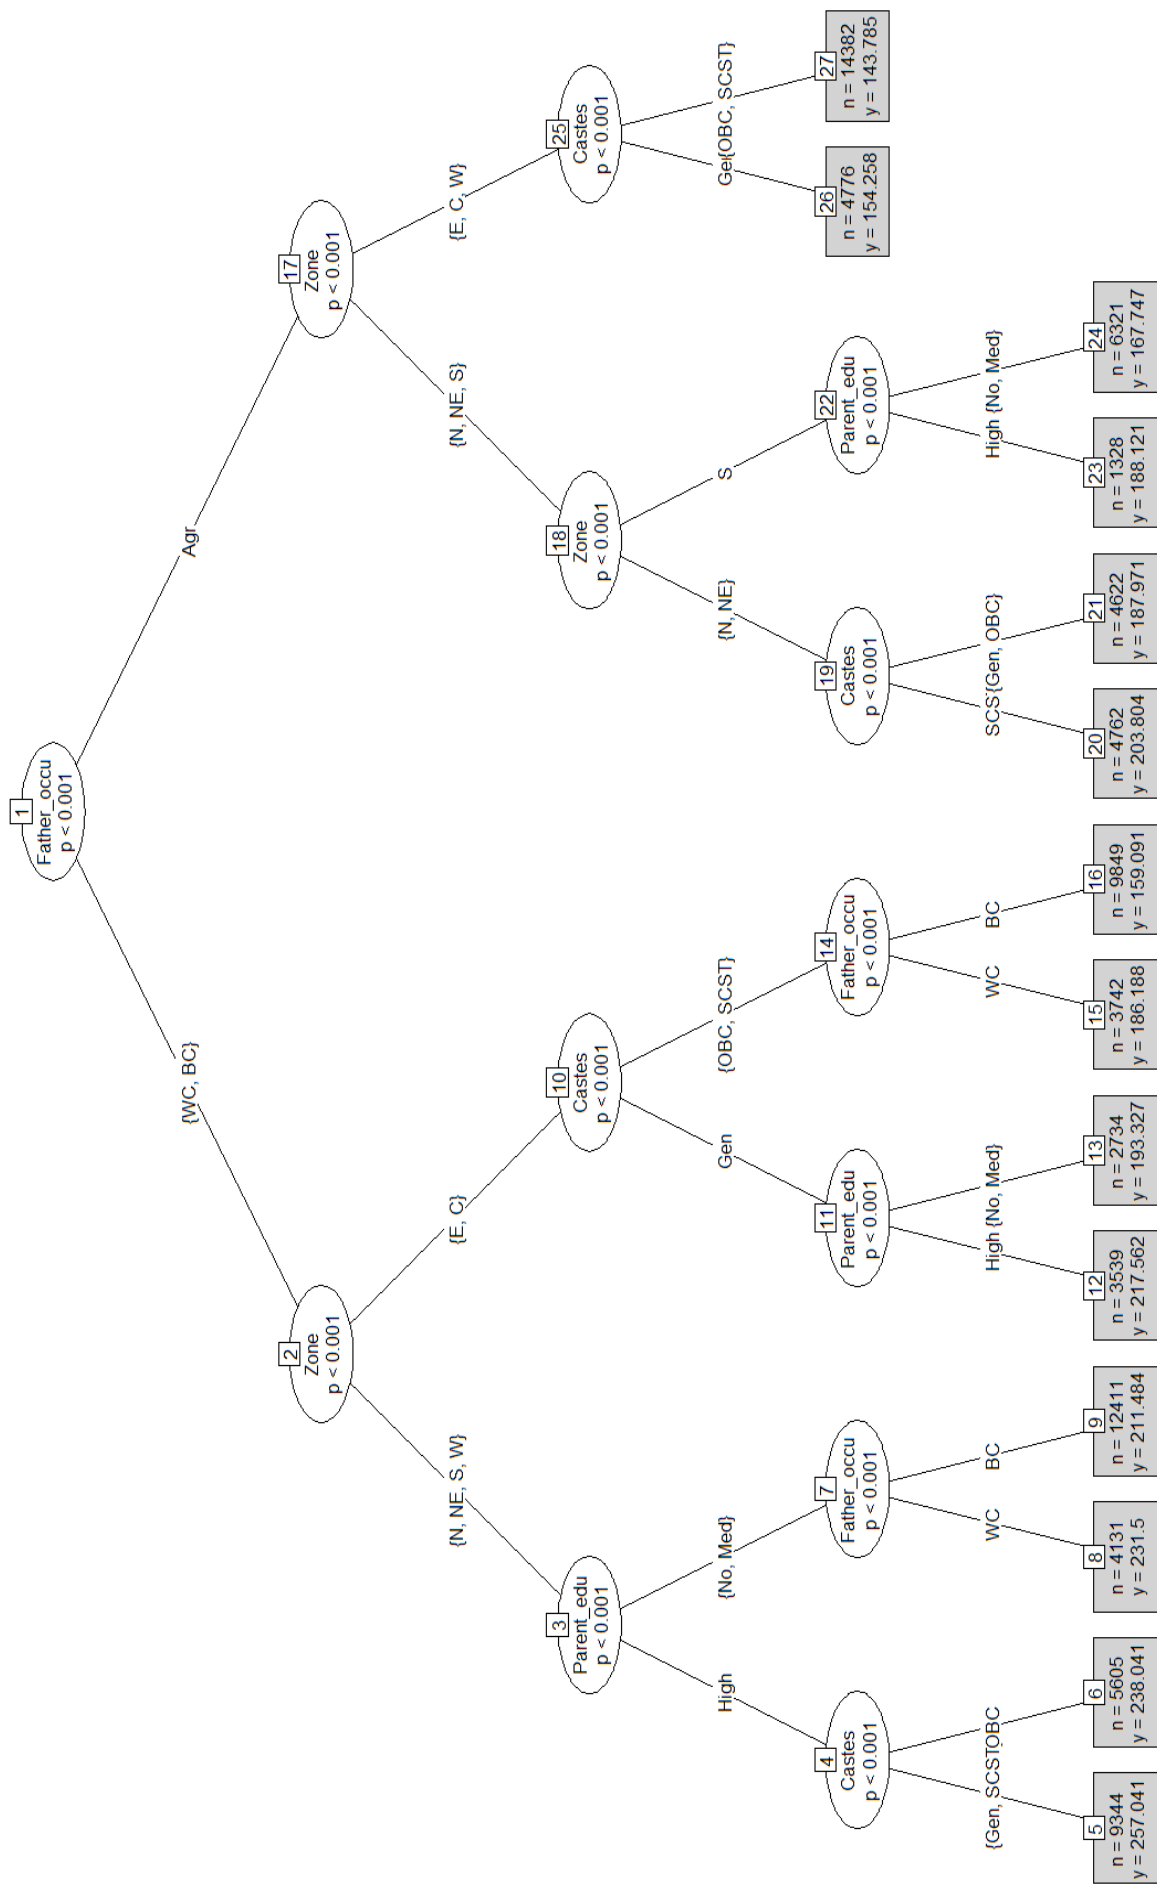 1
Father_occu
p < 0.001
{WC, BC}
Agr
2
Zone
p < 0.001
17
Zone
p < 0.001
{N, NE, S, W}
{E, C}
{N, NE, S}
{E, C, W}
3
Parent_edu
p < 0.001
10
Castes
p < 0.001
18
Zone
p < 0.001
25
Castes
p < 0.001
High
{No, Med}
Gen
{OBC, SCST}
{N, NE}
S
{OBC, SCST}
4
Castes
p < 0.001
7
Father_occu
p < 0.001
11
Parent_edu
p < 0.001
14
Father_occu
p < 0.001
19
Castes
p < 0.001
22
Parent_edu
p < 0.001
26
n = 4776
y = 154.258
27
n = 14382
y = 143.785
{Gen, SCST
OBC
WC
BC
High
{No, Med}
WC
BC
{Gen, OBC}
High
{No, Med}
5
n = 9344
y = 257.041
6
n = 5605
y = 238.041
8
n = 4131
y = 231.5
9
n = 12411
y = 211.484
12
n = 3539
y = 217.562
13
n = 2734
y = 193.327
15
n = 3742
y = 186.188
16
n = 9849
y = 159.091
20
n = 4762
y = 203.804
21
n = 4622
y = 187.971
23
n = 1328
y = 188.121
24
n = 6321
y = 167.747